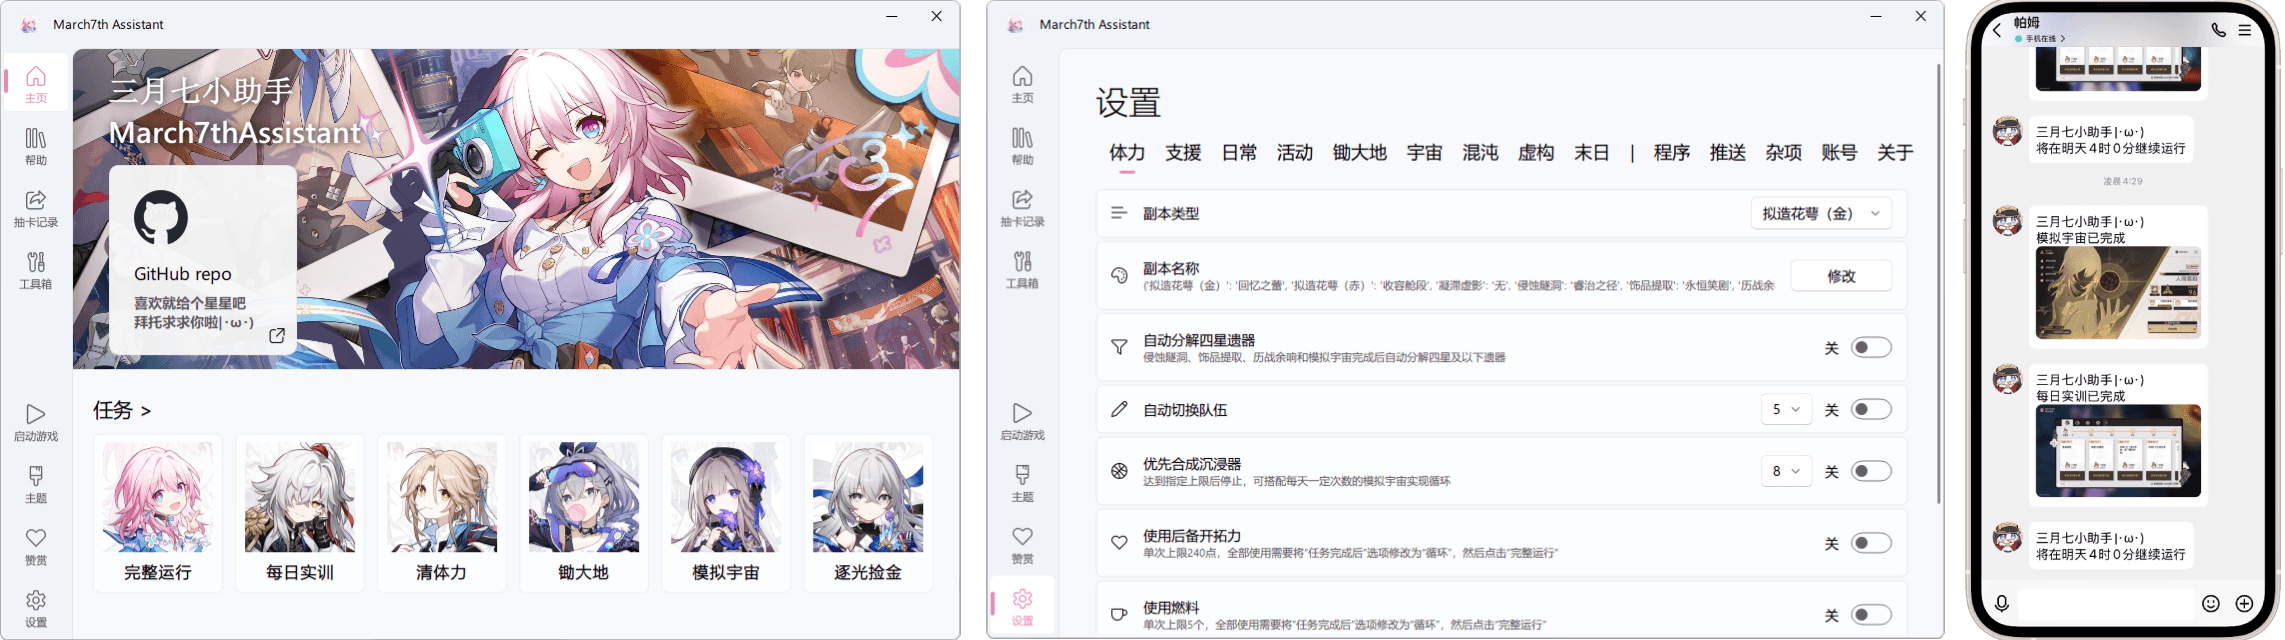 March7th Assistant
主页
帮助
抽卡记录
工具箱
启动游戏
主题
赞赏
设置
三月七小助手
March7thAssistant
GitHub repo
喜欢就给个星星吧
拜托求求你啦|･ω･)
任务 >
完整运行
每日实训
清体力
锄大地
模拟宇宙
逐光捡金
March7th Assistant
主页
帮助
抽卡记录
工具箱
启动游戏
主题
赞赏
设置
设置
体力 支援 日常 活动 锄大地 宇宙 混沌 虚构 末日 | 程序 推送 杂项 账号 关于
副本类型
拟造花萼（金）
副本名称
{'拟造花萼（金）': '回忆之蕾', '拟造花萼（赤）': '收容舱段', '凝滞虚影': '无', '侵蚀隧洞': '睿治之径', '饰品提取': '永恒笑剧', '历战余
修改
自动分解四星遗器
侵蚀隧洞、饰品提取、历战余响和模拟宇宙完成后自动分解四星及以下遗器
关
自动切换队伍
5
关
优先合成沉浸器
达到指定上限后停止，可搭配每天一定次数的模拟宇宙实现循环
8
关
使用后备开拓力
单次上限240点，全部使用需要将“任务完成后”选项修改为“循环”，然后点击“完整运行”
关
使用燃料
单次上限5个，全部使用需要将“任务完成后”选项修改为“循环”，然后点击“完整运行”
关
帕姆
手机在线 >
三月七小助手|･ω･)
将在明天4时0分继续运行
凌晨4:29
三月七小助手|･ω･)
模拟宇宙已完成
三月七小助手|･ω･)
每日实训已完成
三月七小助手|･ω･)
将在明天4时0分继续运行